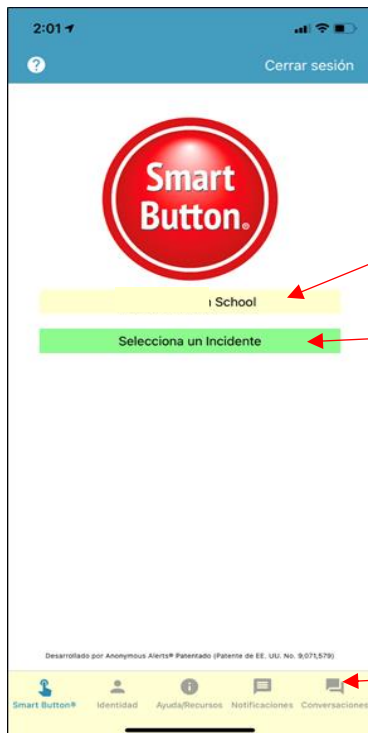 2:01
?
Cerrar sesión
Smart
Button®
School
Selecciona un Incidente
Desarrollado por Anonymous Alerts® Patentado (Patente de EE. UU. No. 9,071,579)
Smart Button® Identidad Ayuda/Recursos Notificaciones Conversaciones